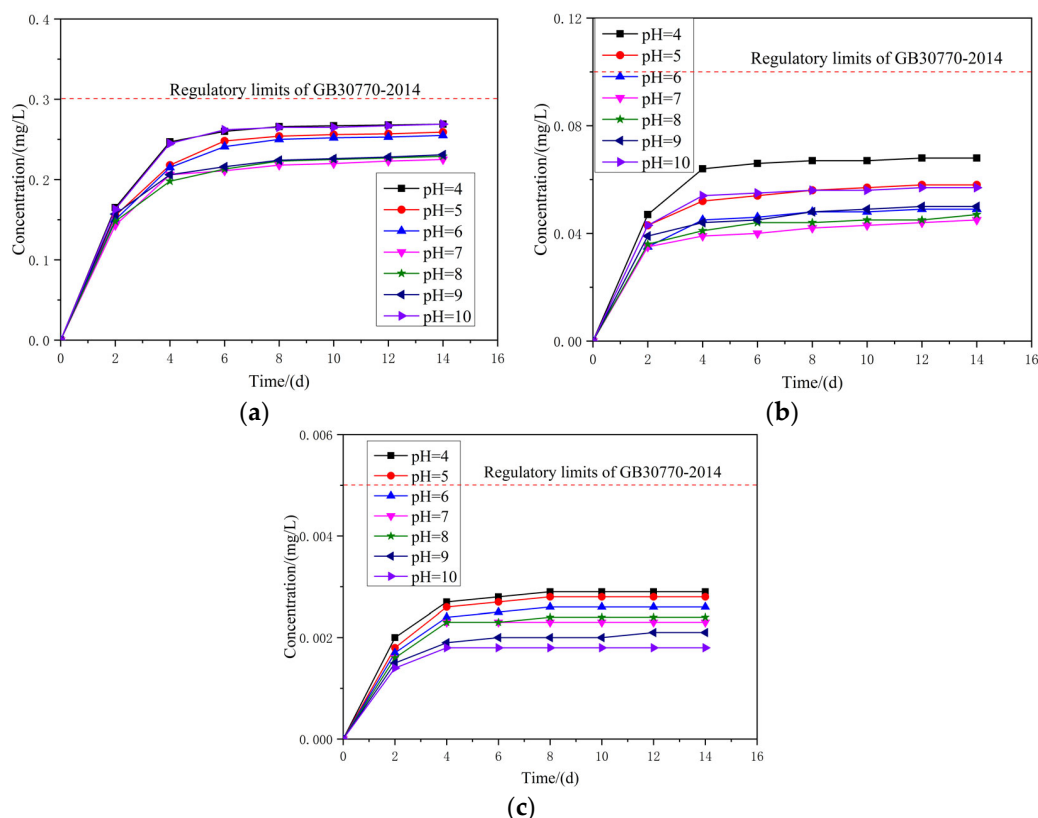 0.4
0.3
0.2
0.1
0.0
Concentration/(mg/L)
Regulatory limits of GB30770-2014
pH=4
pH=5
pH=6
pH=7
pH=8
pH=9
pH=10
0 2 4 6 8 10 12 14 16
Time/(d)
(a)
0.12
0.08
0.04
0.00
Concentration/(mg/L)
pH=4
pH=5
pH=6
pH=7
pH=8
pH=9
pH=10
Regulatory limits of GB30770-2014
0 2 4 6 8 10 12 14 16
Time/(d)
(b)
0.006
0.004
0.002
0.000
Concentration/(mg/L)
pH=4
pH=5
pH=6
pH=7
pH=8
pH=9
pH=10
Regulatory limits of GB30770-2014
0 2 4 6 8 10 12 14 16
Time/(d)
(c)